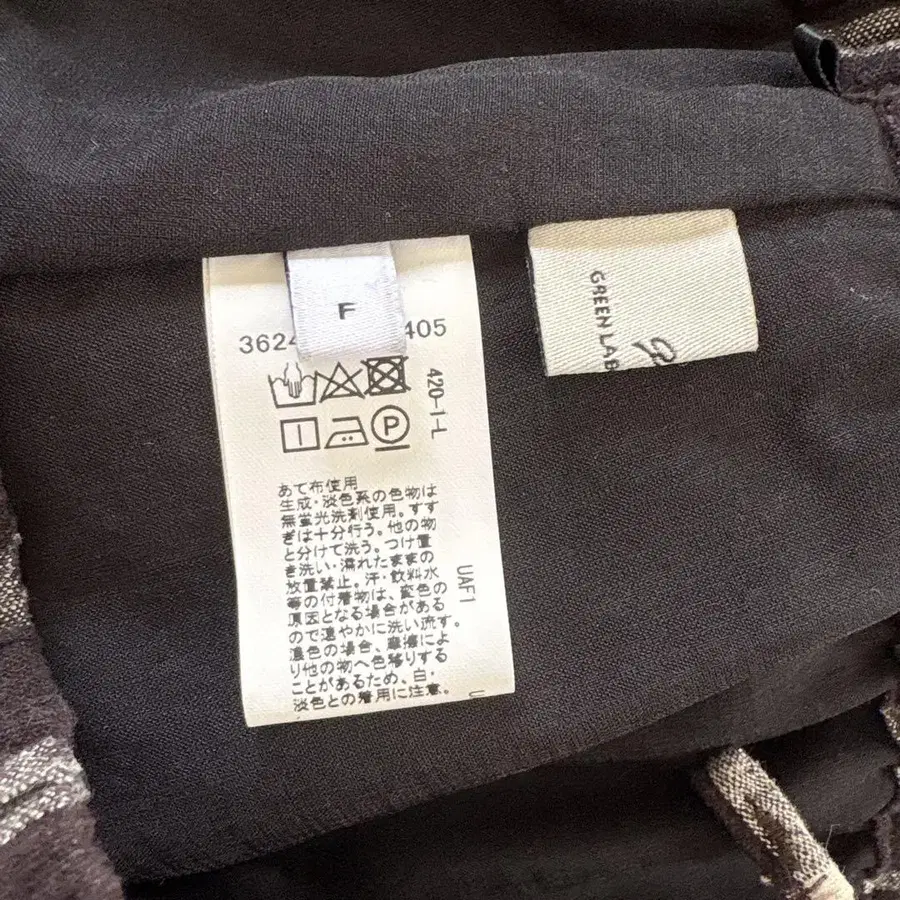 F
3624
405
420-1-L
P
あて布使用
生成・淡色系の色物は
無蛍光洗剤使用。すす
ぎは十分行う。他の物
と分けて洗う。つけ置
き洗い・濡れたままの
放置禁止。汗・飲料水
等の付着物は、変色の
原因となる場合がある
ので速やかに洗い流す。
濃色の場合、摩擦によ
り他の物へ色移りする
ことがあるため、白・
淡色との着用に注意。
UAF1
U
GREEN LAB